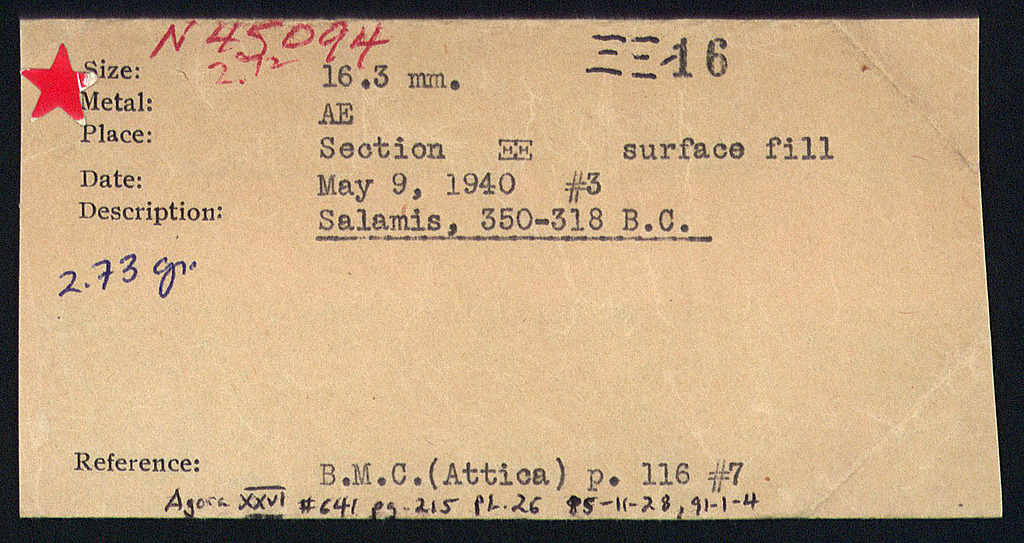 N 45094
2.72
ΞΞ-16
Size: 16.3 mm.
Metal: AE
Place: Section ΞΞ surface fill
Date: May 9, 1940 #3
Description: Salamis, 350-318 B.C.
2.73 gr.
Reference: B.M.C.(Attica) p. 116 #7
Agora XXVI #641 pg. 215 PL. 26 85-11-28, 91-1-4